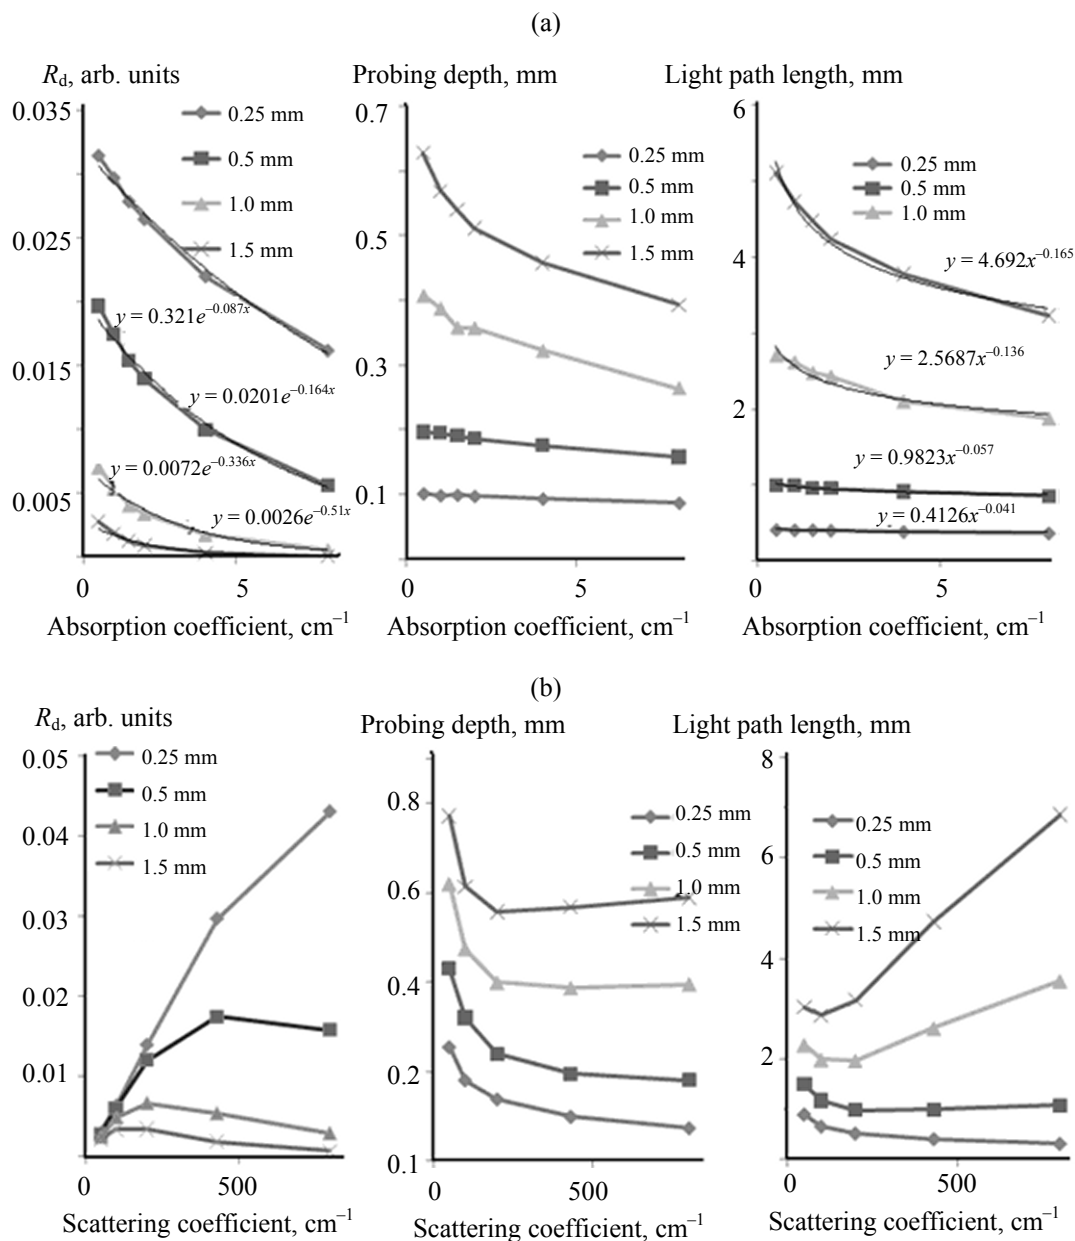 (a)
R_d, arb. units
0.035
0.025
0.015
0.005
0.25 mm
0.5 mm
1.0 mm
1.5 mm
y = 0.321e^{–0.087x}
y = 0.0201e^{–0.164x}
y = 0.0072e^{–0.336x}
y = 0.0026e^{–0.51x}
0 5
Absorption coefficient, cm^{–1}
Probing depth, mm
0.7
0.5
0.3
0.1
0.25 mm
0.5 mm
1.0 mm
1.5 mm
0 5
Absorption coefficient, cm^{–1}
Light path length, mm
6
4
2
0.25 mm
0.5 mm
1.0 mm
y = 4.692x^{–0.165}
y = 2.5687x^{–0.136}
y = 0.9823x^{–0.057}
y = 0.4126x^{–0.041}
0 5
Absorption coefficient, cm^{–1}
(b)
R_d, arb. units
0.05
0.04
0.03
0.02
0.01
0.25 mm
0.5 mm
1.0 mm
1.5 mm
0 500
Scattering coefficient, cm^{–1}
Probing depth, mm
0.8
0.6
0.4
0.2
0.1
0.25 mm
0.5 mm
1.0 mm
1.5 mm
0 500
Scattering coefficient, cm^{–1}
Light path length, mm
8
6
4
2
0.25 mm
0.5 mm
1.0 mm
1.5 mm
0 500
Scattering coefficient, cm^{–1}